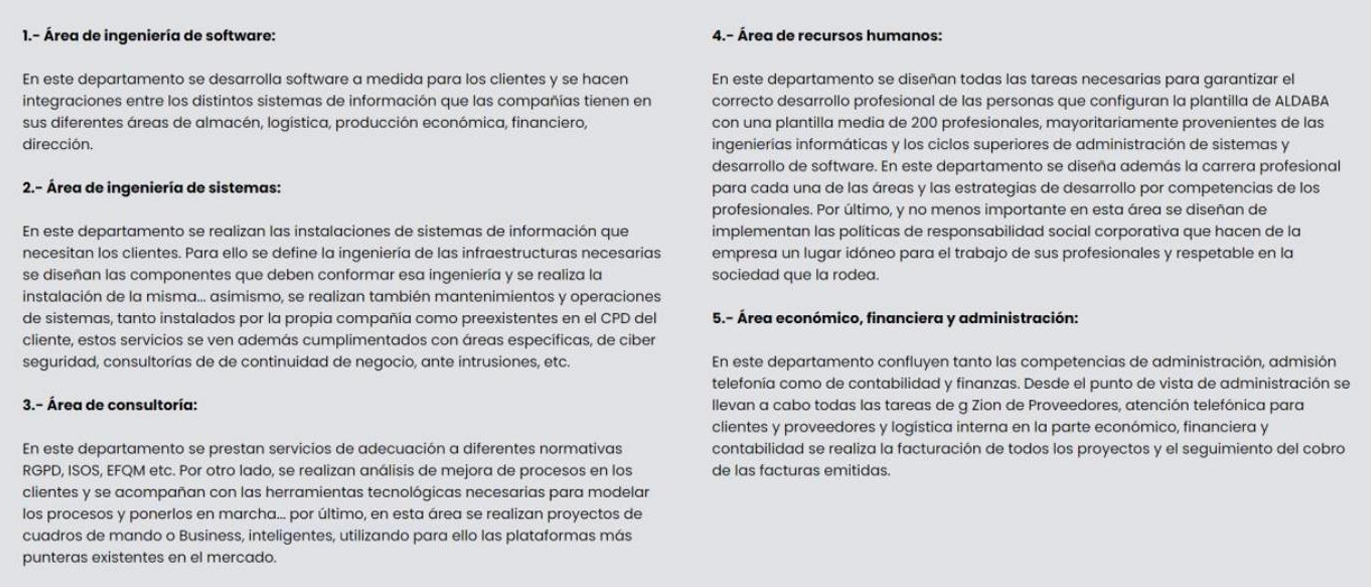 1.- Área de ingeniería de software:
En este departamento se desarrolla software a medida para los clientes y se hacen
integraciones entre los distintos sistemas de información que las compañías tienen en
sus diferentes áreas de almacén, logística, producción económica, financiero,
dirección.
2.- Área de ingeniería de sistemas:
En este departamento se realizan las instalaciones de sistemas de información que
necesitan los clientes. Para ello se define la ingeniería de las infraestructuras necesarias
se diseñan las componentes que deben conformar esa ingeniería y se realiza la
instalación de la misma... asimismo, se realizan también mantenimientos y operaciones
de sistemas, tanto instalados por la propia compañía como preexistentes en el CPD del
cliente, estos servicios se ven además cumplimentados con áreas específicas, de ciber
seguridad, consultorías de de continuidad de negocio, ante intrusiones, etc.
3.- Área de consultoría:
En este departamento se prestan servicios de adecuación a diferentes normativas
RGPD, ISOS, EFQM etc. Por otro lado, se realizan análisis de mejora de procesos en los
clientes y se acompañan con las herramientas tecnológicas necesarias para modelar
los procesos y ponerlos en marcha... por último, en esta área se realizan proyectos de
cuadros de mando o Business, inteligentes, utilizando para ello las plataformas más
punteras existentes en el mercado.
4.- Área de recursos humanos:
En este departamento se diseñan todas las tareas necesarias para garantizar el
correcto desarrollo profesional de las personas que configuran la plantilla de ALDABA
con una plantilla media de 200 profesionales, mayoritariamente provenientes de las
ingenierías informáticas y los ciclos superiores de administración de sistemas y
desarrollo de software. En este departamento se diseña además la carrera profesional
para cada una de las áreas y las estrategias de desarrollo por competencias de los
profesionales. Por último, y no menos importante en esta área se diseñan de
implementan las políticas de responsabilidad social corporativa que hacen de la
empresa un lugar idóneo para el trabajo de sus profesionales y respetable en la
sociedad que la rodea.
5.- Área económico, financiera y administración:
En este departamento confluyen tanto las competencias de administración, admisión
telefonía como de contabilidad y finanzas. Desde el punto de vista de administración se
llevan a cabo todas las tareas de g Zion de Proveedores, atención telefónica para
clientes y proveedores y logística interna en la parte económico, financiera y
contabilidad se realiza la facturación de todos los proyectos y el seguimiento del cobro
de las facturas emitidas.